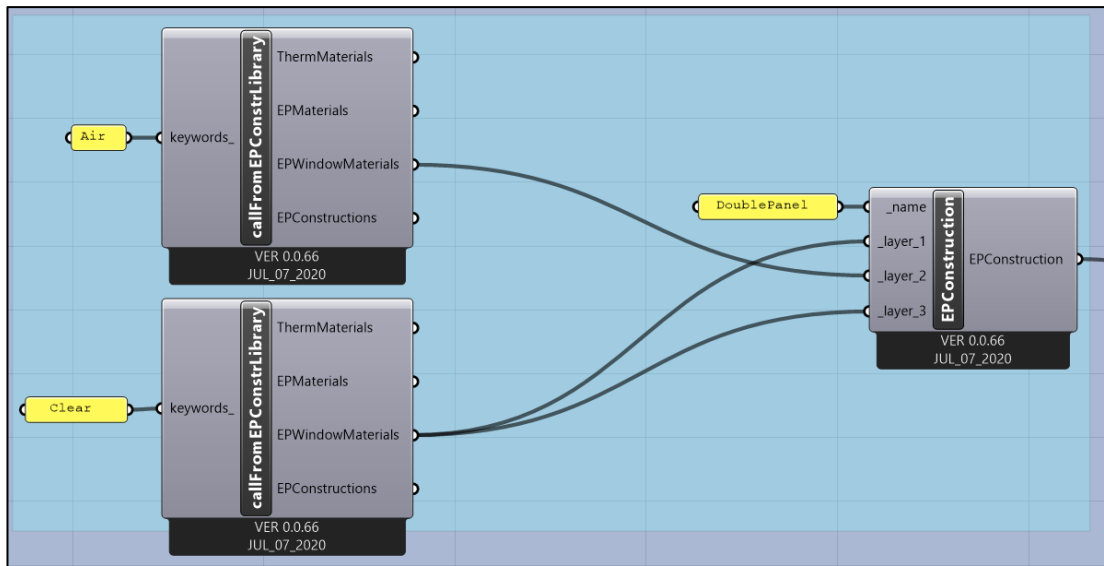 Air
keywords_
callFromEPConstrLibrary
ThermMaterials
EPMaterials
EPWindowMaterials
EPConstructions
VER 0.0.66
JUL_07_2020
Clear
keywords_
callFromEPConstrLibrary
ThermMaterials
EPMaterials
EPWindowMaterials
EPConstructions
VER 0.0.66
JUL_07_2020
DoublePanel
_name
_layer_1
_layer_2
_layer_3
EPConstruction
EPConstruction
VER 0.0.66
JUL_07_2020